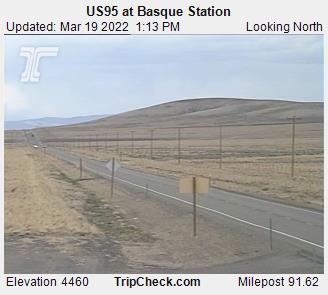 US95 at Basque Station
Updated: Mar 19 2022 1:13 PM Looking North
Elevation 4460 TripCheck.com Milepost 91.62